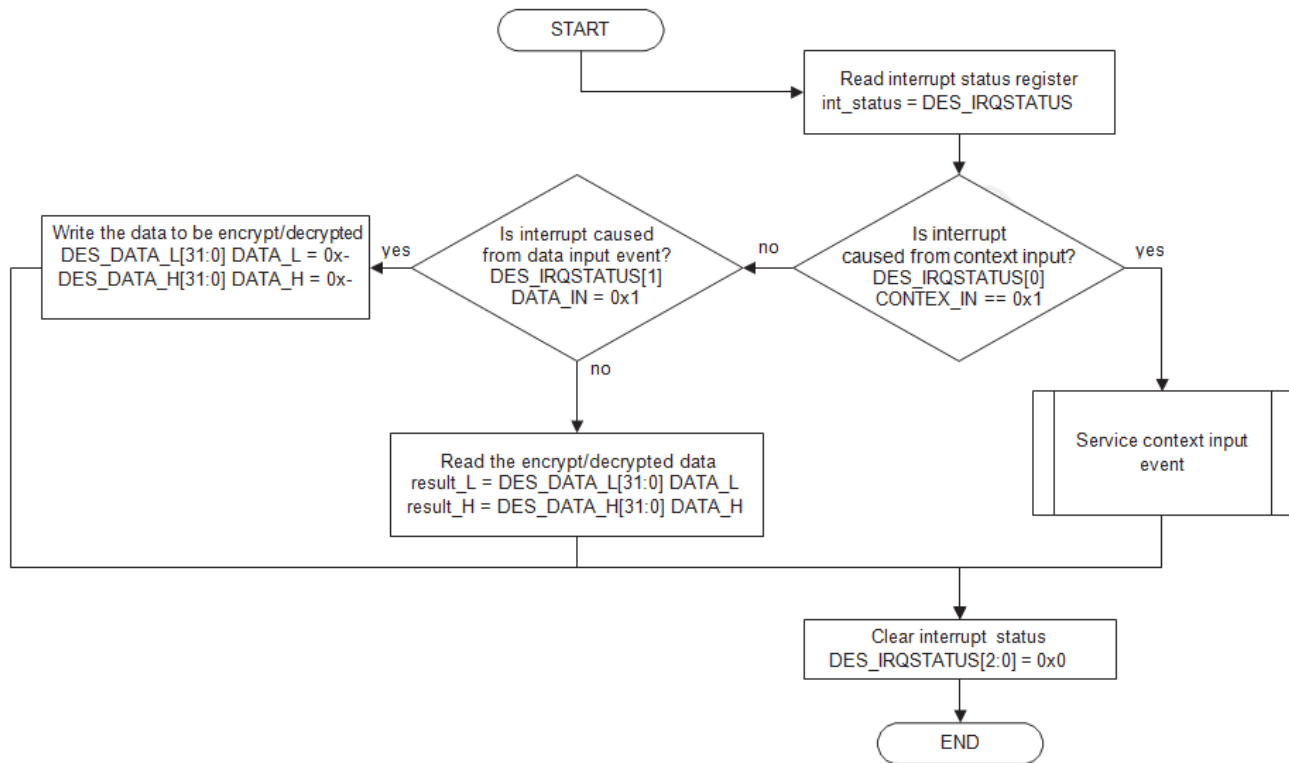 START
Read interrupt status register
int_status = DES_IRQSTATUS
Is interrupt
caused from context input?
DES_IRQSTATUS[0]
CONTEX_IN == 0x1
yes
no
Is interrupt caused
from data input event?
DES_IRQSTATUS[1]
DATA_IN = 0x1
yes
no
Write the data to be encrypt/decrypted
DES_DATA_L[31:0] DATA_L = 0x-
DES_DATA_H[31:0] DATA_H = 0x-
Read the encrypt/decrypted data
result_L = DES_DATA_L[31:0] DATA_L
result_H = DES_DATA_H[31:0] DATA_H
Service context input
event
Clear interrupt status
DES_IRQSTATUS[2:0] = 0x0
END